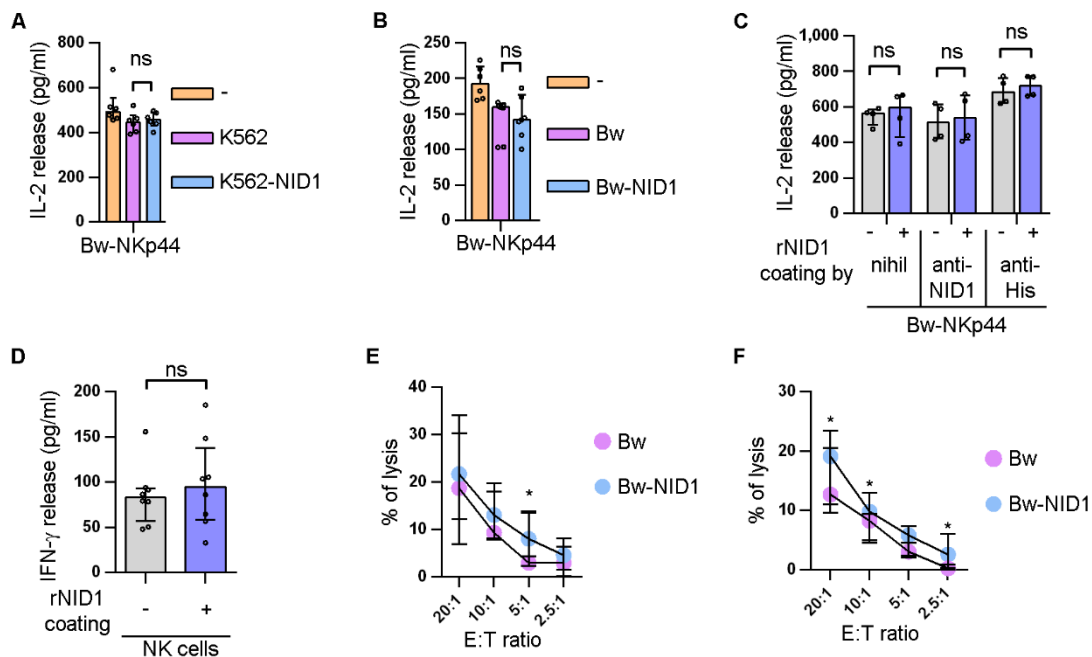 A
IL-2 release (pg/ml)
800
600
400
200
0
ns
-
K562
K562-NID1
Bw-NKp44
B
IL-2 release (pg/ml)
250
200
150
100
50
0
ns
-
Bw
Bw-NID1
Bw-NKp44
C
IL-2 release (pg/ml)
1,000
800
600
400
200
0
ns
ns
ns
- + - + - +
rNID1
coating by
nihil
anti-
NID1
anti-
His
Bw-NKp44
D
IFN-γ release (pg/ml)
200
150
100
50
0
ns
rNID1
coating
- +
NK cells
E
% of lysis
40
30
20
10
0
*
Bw
Bw-NID1
20:1 10:1 5:1 2.5:1
E:T ratio
F
% of lysis
30
20
10
0
*
*
*
Bw
Bw-NID1
20:1 10:1 5:1 2.5:1
E:T ratio